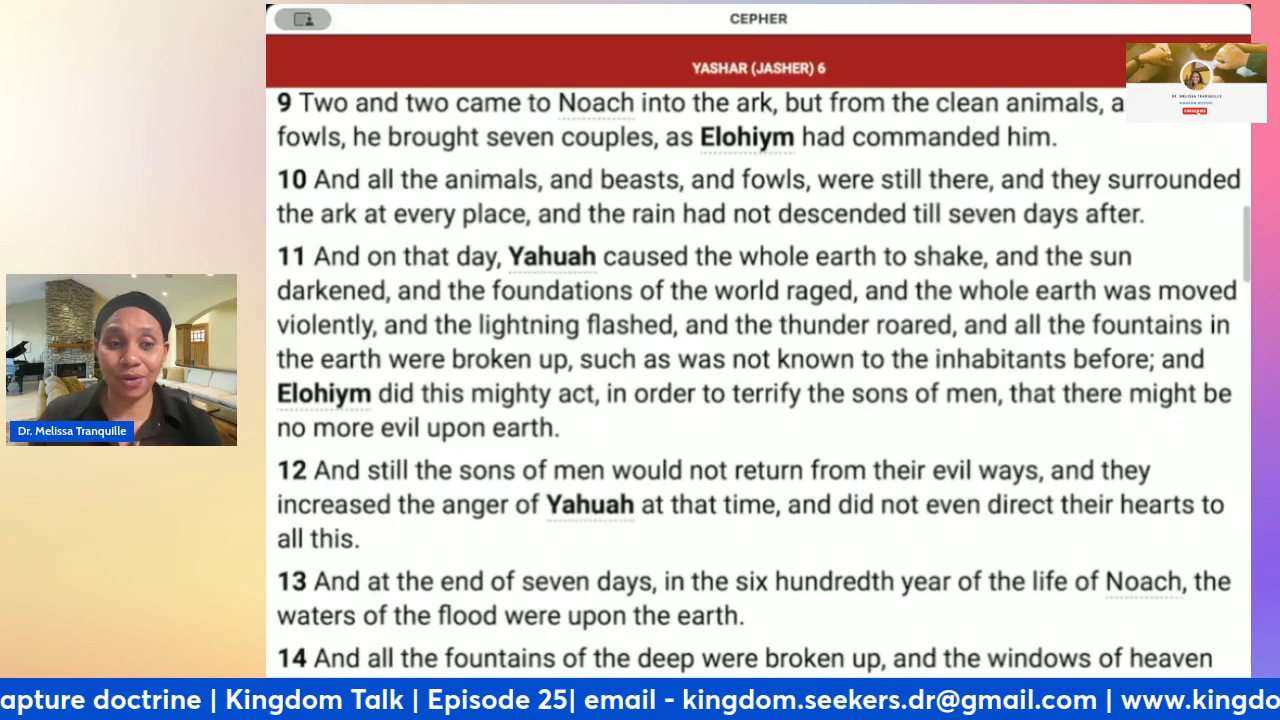 CEPHER
YASHAR (JASHER) 6
9 Two and two came to Noach into the ark, but from the clean animals, a
fowls, he brought seven couples, as Elohiym had commanded him.
10 And all the animals, and beasts, and fowls, were still there, and they surrounded
the ark at every place, and the rain had not descended till seven days after.
11 And on that day, Yahuah caused the whole earth to shake, and the sun
darkened, and the foundations of the world raged, and the whole earth was moved
violently, and the lightning flashed, and the thunder roared, and all the fountains in
the earth were broken up, such as was not known to the inhabitants before; and
Elohiym did this mighty act, in order to terrify the sons of men, that there might be
no more evil upon earth.
12 And still the sons of men would not return from their evil ways, and they
increased the anger of Yahuah at that time, and did not even direct their hearts to
all this.
13 And at the end of seven days, in the six hundredth year of the life of Noach, the
waters of the flood were upon the earth.
14 And all the fountains of the deep were broken up, and the windows of heaven
DR. MELISSA TRANQUILLE
SUBSCRIBE
Dr. Melissa Tranquille
apture doctrine | Kingdom Talk | Episode 25| email - kingdom.seekers.dr@gmail.com | www.kingdo